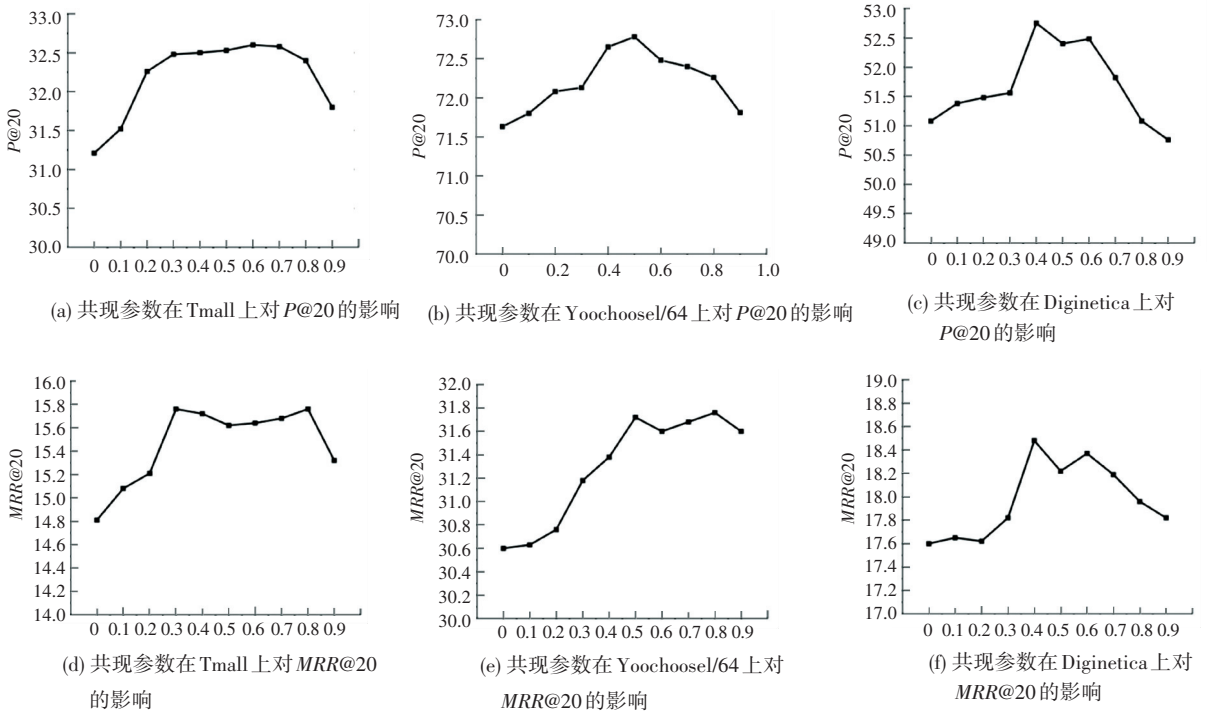 33.0
32.5
32.0
31.5
31.0
30.5
30.0
P@20
0 0.1 0.2 0.3 0.4 0.5 0.6 0.7 0.8 0.9
(a) 共现参数在Tmall上对P@20的影响
73.0
72.5
72.0
71.5
71.0
70.5
70.0
P@20
0 0.2 0.4 0.6 0.8 1.0
(b) 共现参数在Yoochoosel/64上对P@20的影响
53.0
52.5
52.0
51.5
51.0
50.5
50.0
49.5
49.0
P@20
0 0.1 0.2 0.3 0.4 0.5 0.6 0.7 0.8 0.9
(c) 共现参数在Diginetica上对
P@20的影响
16.0
15.8
15.6
15.4
15.2
15.0
14.8
14.6
14.4
14.2
14.0
MRR@20
0 0.1 0.2 0.3 0.4 0.5 0.6 0.7 0.8 0.9
(d) 共现参数在Tmall上对MRR@20
的影响
32.0
31.8
31.6
31.4
31.2
31.0
30.8
30.6
30.4
30.2
30.0
MRR@20
0 0.1 0.2 0.3 0.4 0.5 0.6 0.7 0.8 0.9
(e) 共现参数在Yoochoosel/64上对
MRR@20的影响
19.0
18.8
18.6
18.4
18.2
18.0
17.8
17.6
17.4
17.2
17.0
MRR@20
0 0.1 0.2 0.3 0.4 0.5 0.6 0.7 0.8 0.9
(f) 共现参数在Diginetica上对
MRR@20的影响